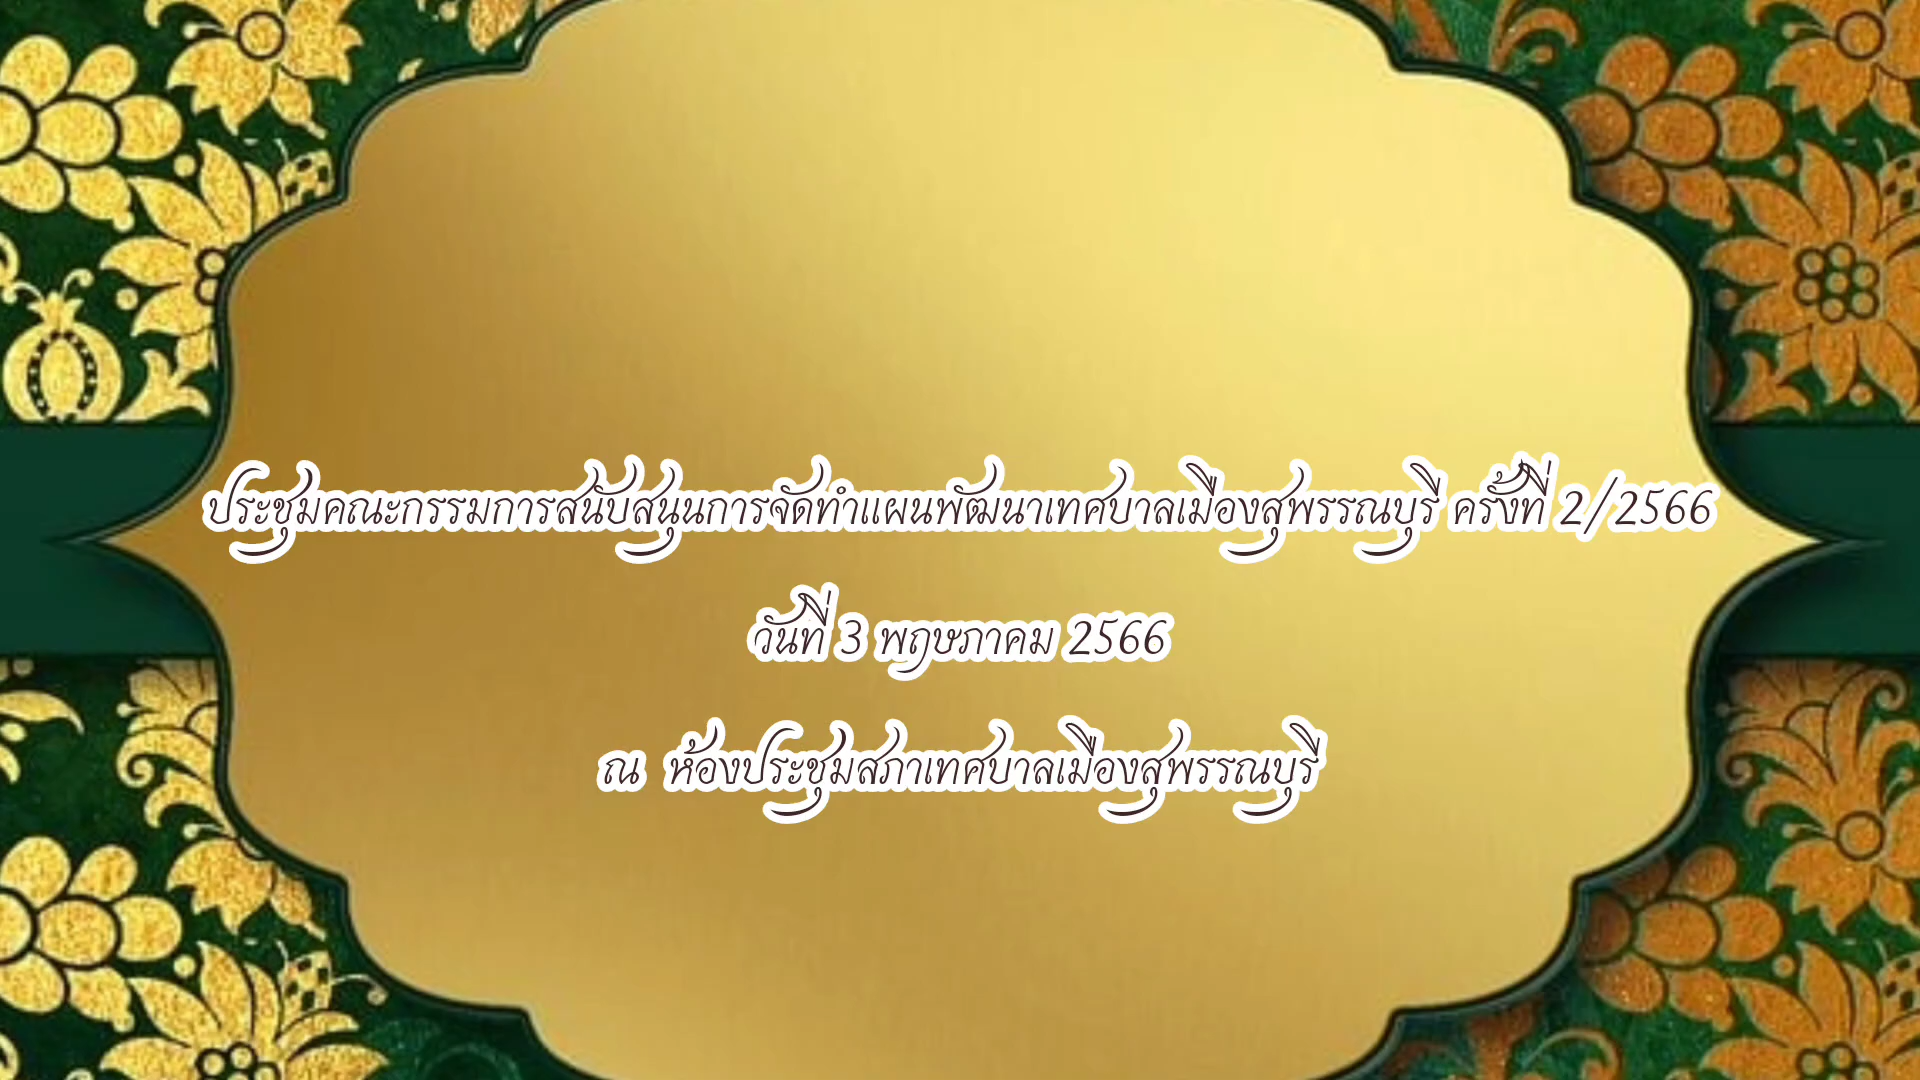 ประชุมคณะกรรมการสนับสนุนการจัดทำแผนพัฒนาเทศบาลเมืองสุพรรณบุรี ครั้งที่ 2/2566
วันที่ 3 พฤษภาคม 2566
ณ ห้องประชุมสภาเทศบาลเมืองสุพรรณบุรี